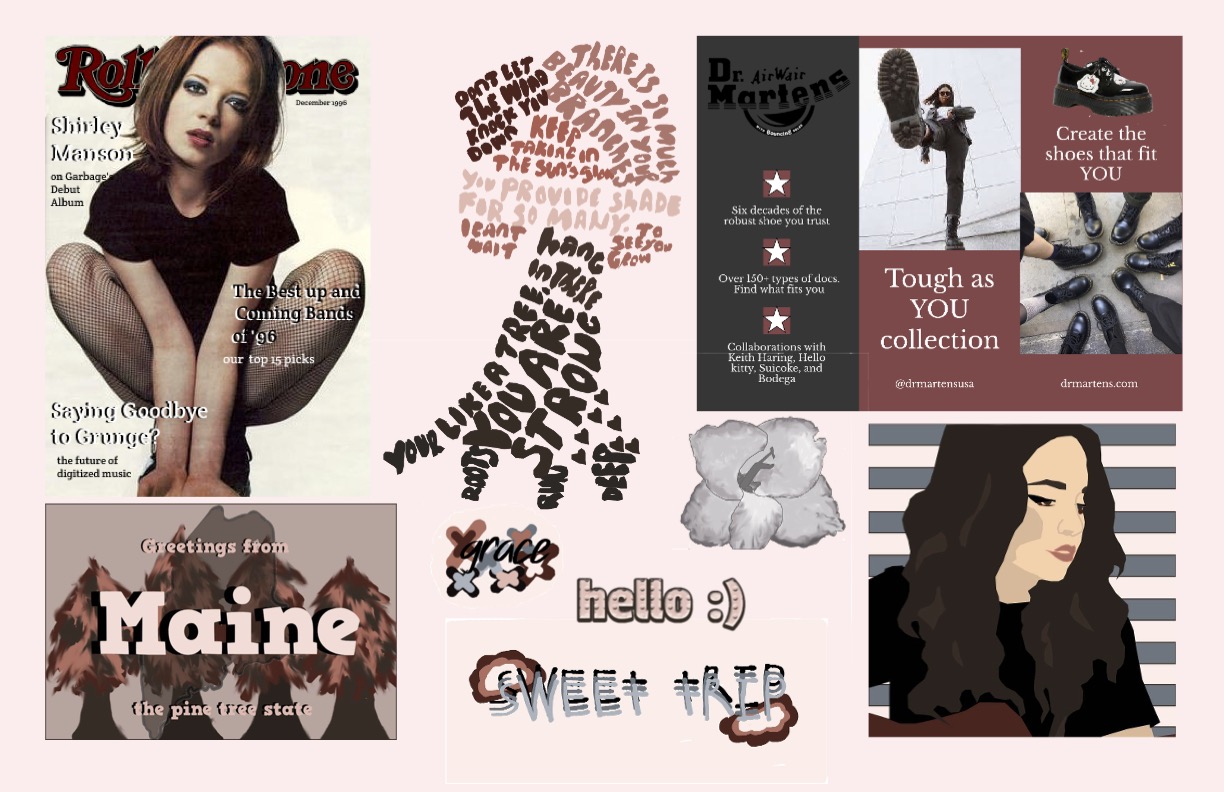 Rolling Stone
December 1996
Shirley
Manson
on Garbage's
Debut
Album
The Best up and
Coming Bands
of '96
our top 15 picks
Saying Goodbye
to Grunge?
the future of
digitized music
DON'T LET
THE WIND
KNOCK YOU
DOWN
THERE IS SO MUCH
BEAUTY IN YOUR
BRANCHES
KEEP
TAKING IN
THE SUN'S GLOW
YOU PROVIDE SHADE
FOR SO MANY.
I CANT
WAIT
TO
SEE YOU
GROW
HANG
IN THERE
YOUR LIKE A TREE
YOU ARE
STRONG
ROOTS
RUN
DEEP
Dr. AirWair
Martens
WITH Bouncing SOLES
Six decades of the
robust shoe you trust
Over 150+ types of docs.
Find what fits you
Collaborations with
Keith Haring, Hello
kitty, Suicoke, and
Bodega
Tough as
YOU
collection
@drmartensusa
Create the
shoes that fit
YOU
drmartens.com
Greetings from
Maine
the pine tree state
grace
hello :)
SWEET TRIP